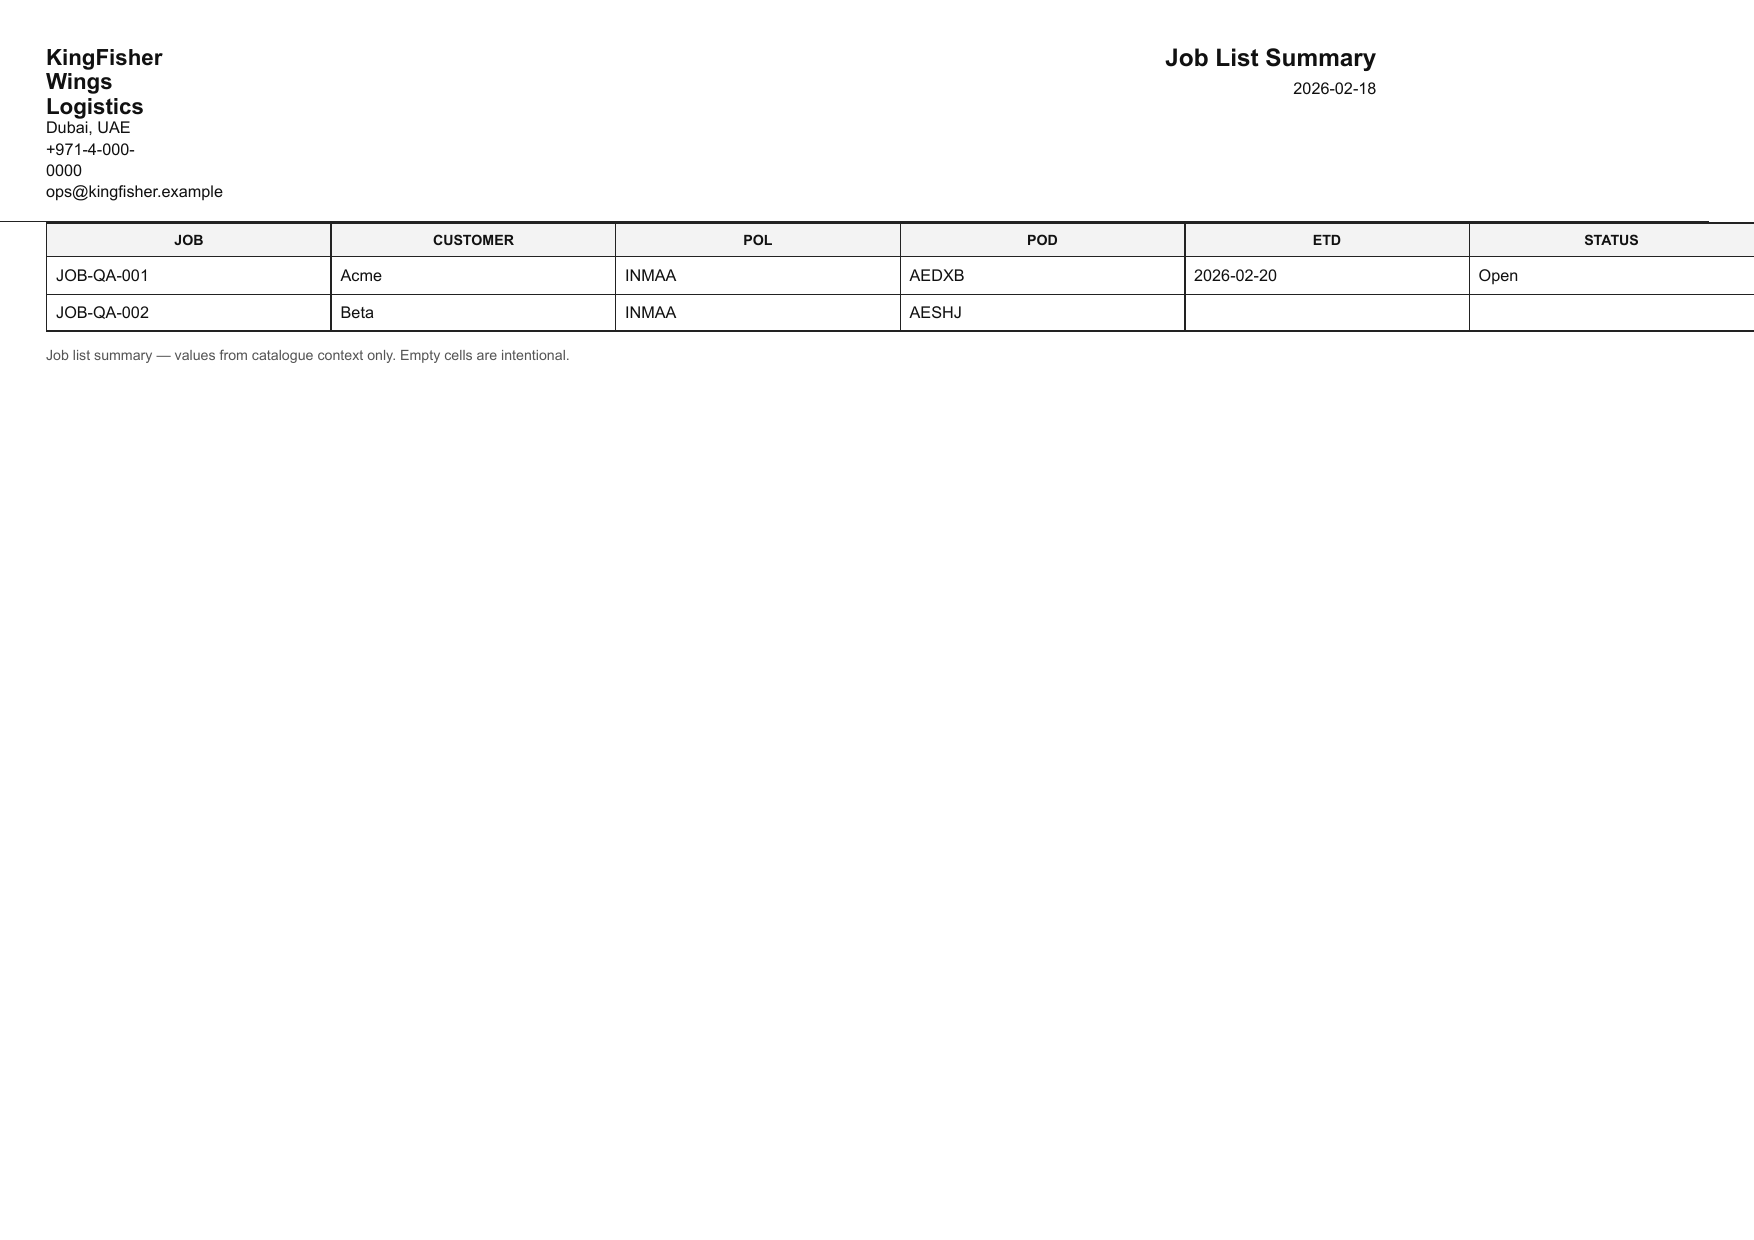 KingFisher
Wings
Logistics
Dubai, UAE
+971-4-000-
0000
ops@kingfisher.example
Job List Summary
2026-02-18
JOB CUSTOMER POL POD ETD STATUS
JOB-QA-001 Acme INMAA AEDXB 2026-02-20 Open
JOB-QA-002 Beta INMAA AESHJ
Job list summary — values from catalogue context only. Empty cells are intentional.